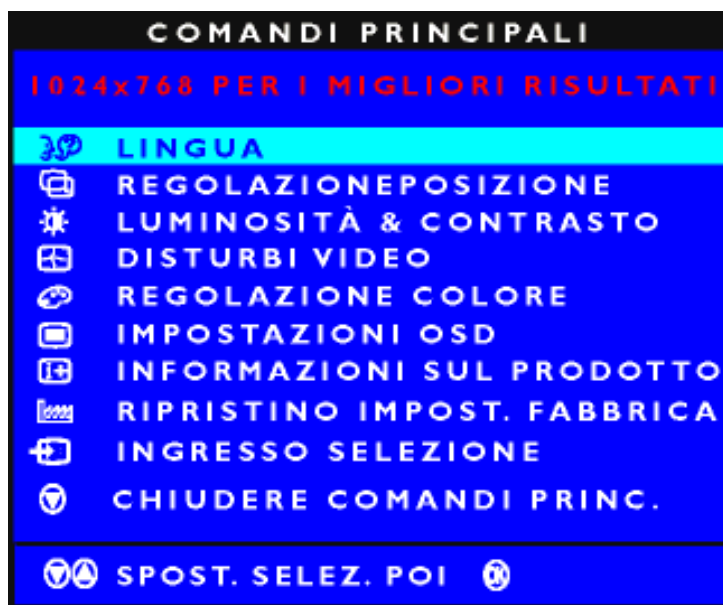 COMANDI PRINCIPALI
1024x768 PER I MIGLIORI RISULTATI
LINGUA
REGOLAZIONEPOSIZIONE
LUMINOSITÀ & CONTRASTO
DISTURBI VIDEO
REGOLAZIONE COLORE
IMPOSTAZIONI OSD
INFORMAZIONI SUL PRODOTTO
RIPRISTINO IMPOST. FABBRICA
INGRESSO SELEZIONE
CHIUDERE COMANDI PRINC.
SPOST. SELEZ. POI OK